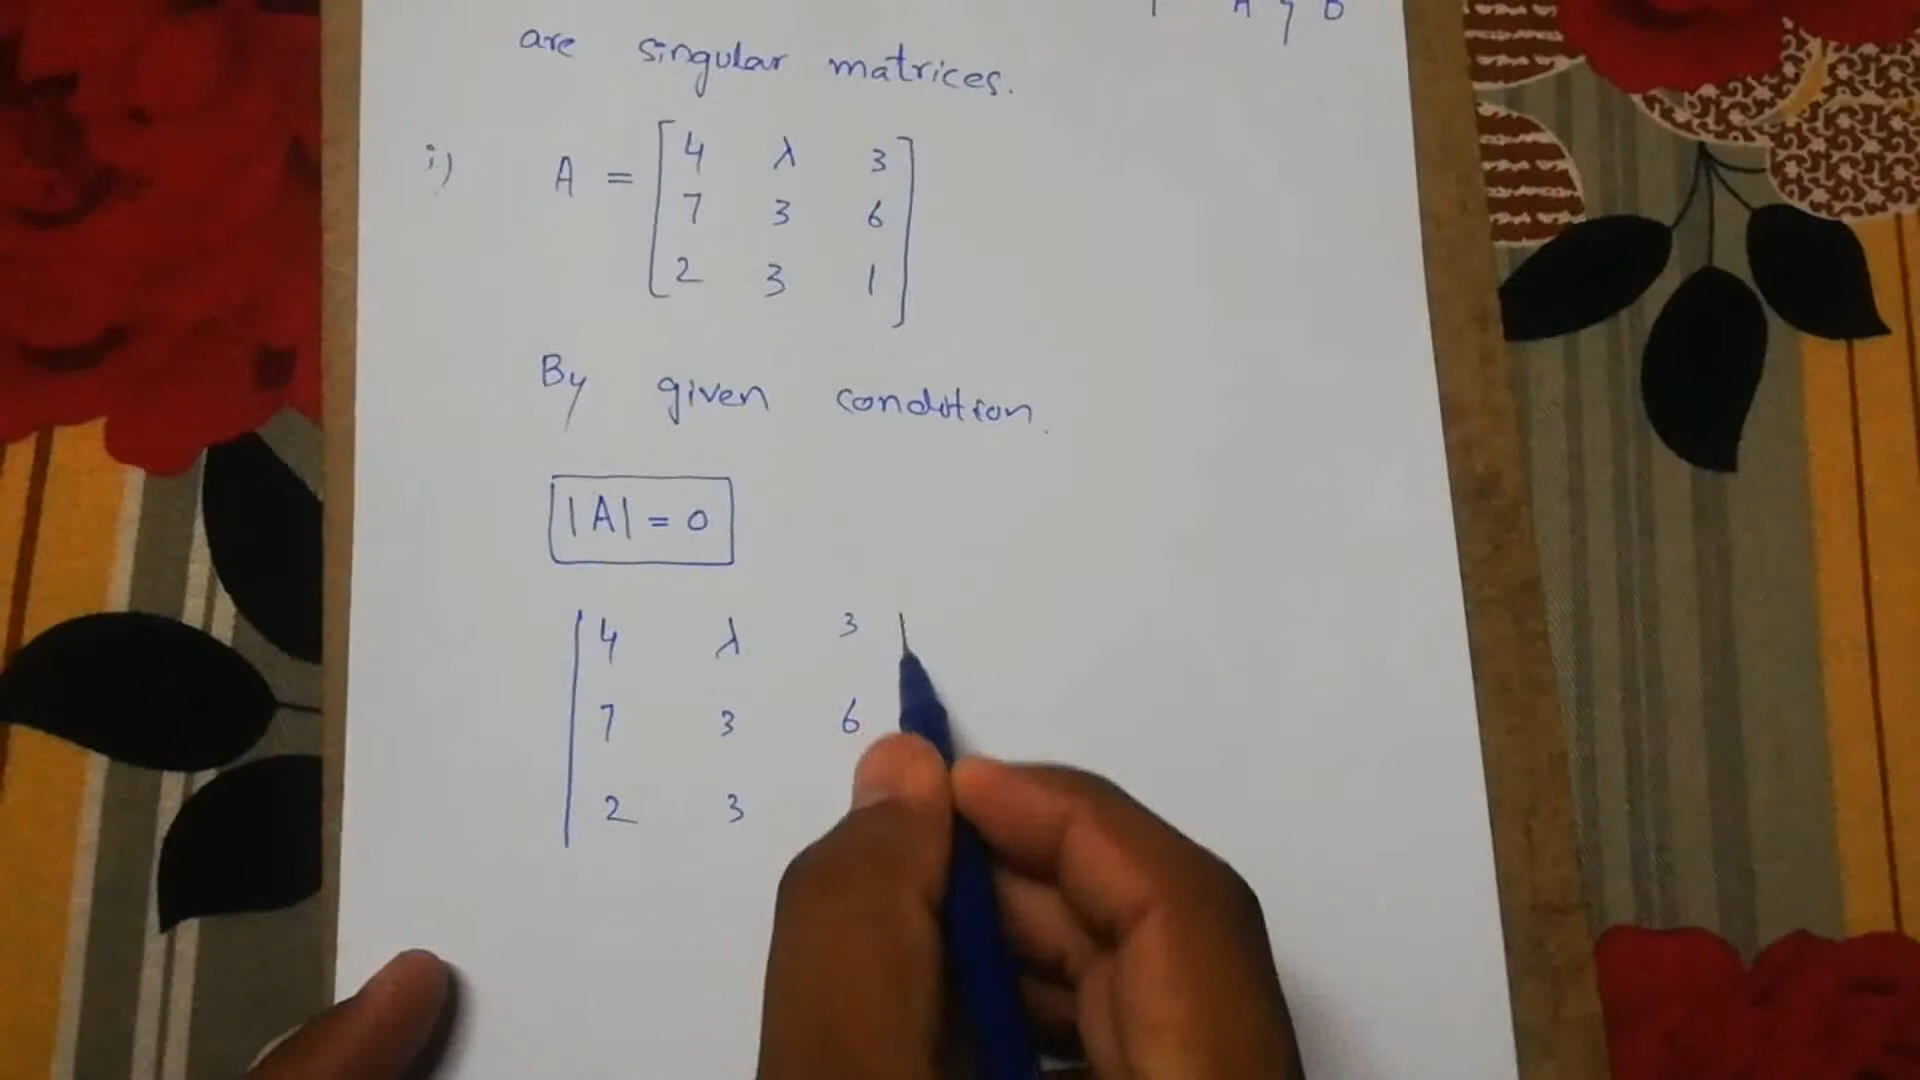 are singular matrices.
i) A = [4 λ 3
7 3 6
2 3 1]
By given condition.
|A| = 0
|4 λ 3 |
7 3 6
2 3